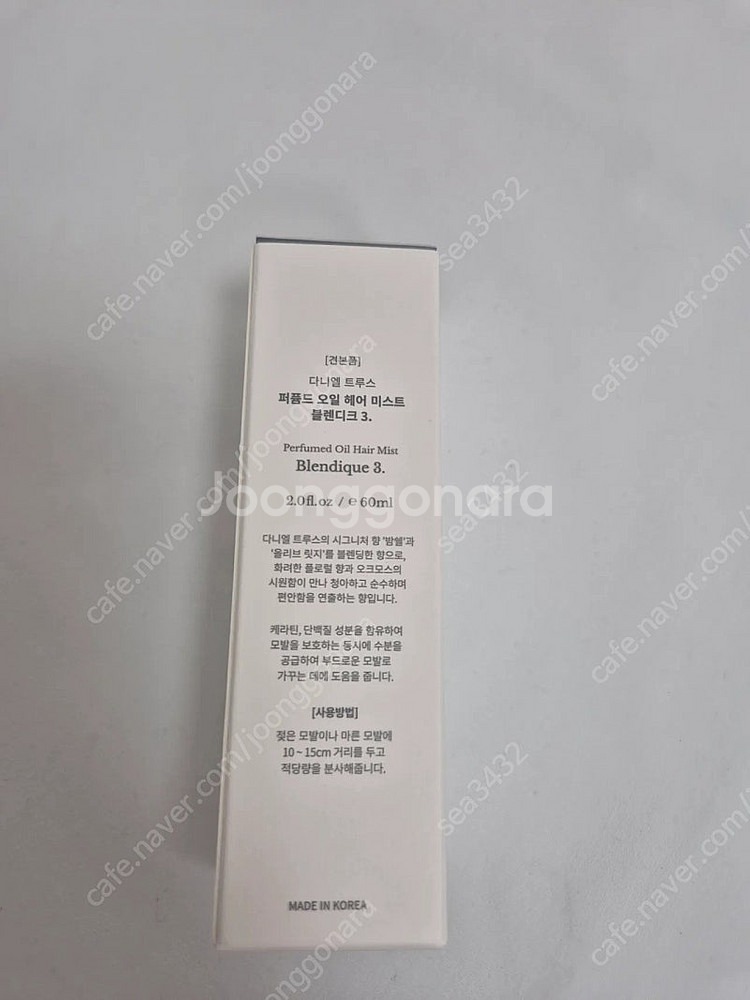 [견본품]
다니엘 트루스
퍼퓸드 오일 헤어 미스트
블렌디크 3.
Perfumed Oil Hair Mist
Blendique 3.
2.0fl.oz / e 60ml
다니엘 트루스의 시그니처 향 '밤쉘'과
'올리브 릿지'를 블렌딩한 향으로,
화려한 플로럴 향과 오크모스의
시원함이 만나 청아하고 순수하며
편안함을 연출하는 향입니다.
케라틴, 단백질 성분을 함유하여
모발을 보호하는 동시에 수분을
공급하여 부드러운 모발로
가꾸는 데에 도움을 줍니다.
[사용방법]
젖은 모발이나 마른 모발에
10 ~ 15cm 거리를 두고
적당량을 분사해줍니다.
MADE IN KOREA
Joonggonara
cafe.naver.com/joonggonara
sea3432
cafe.naver.com/joonggonara
sea3432
cafe.naver.com/joonggonara
sea3432